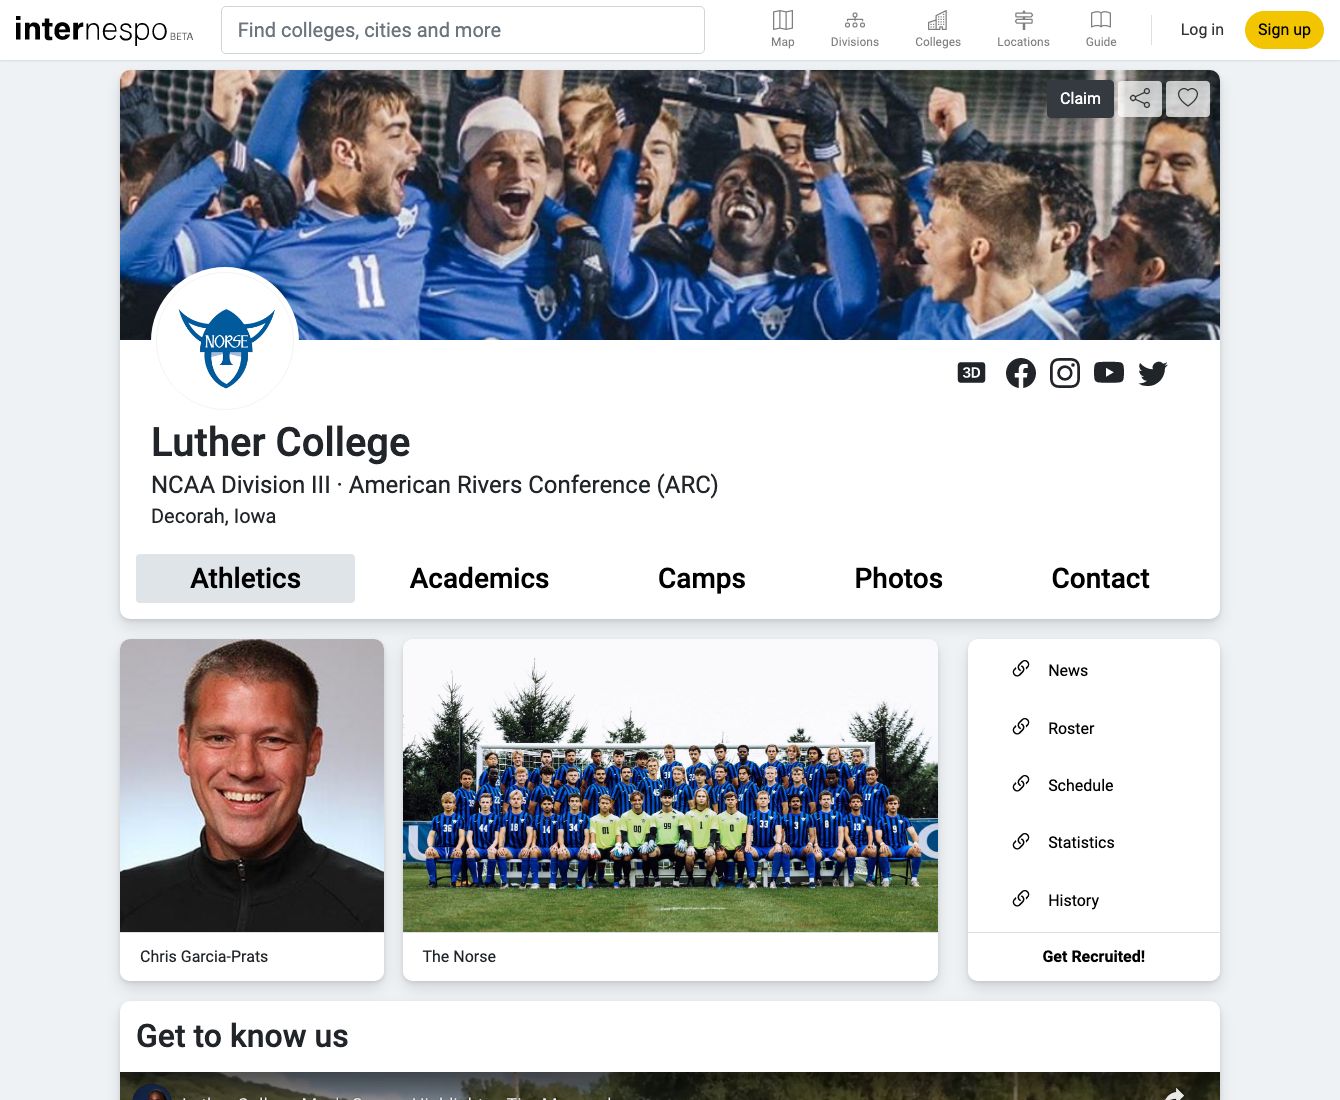 internespo BETA
Find colleges, cities and more
Map
Divisions
Colleges
Locations
Guide
Log in
Sign up
Claim
11
NORSE
3D
Luther College
NCAA Division III · American Rivers Conference (ARC)
Decorah, Iowa
Athletics
Academics
Camps
Photos
Contact
Chris Garcia-Prats
The Norse
News
Roster
Schedule
Statistics
History
Get Recruited!
Get to know us